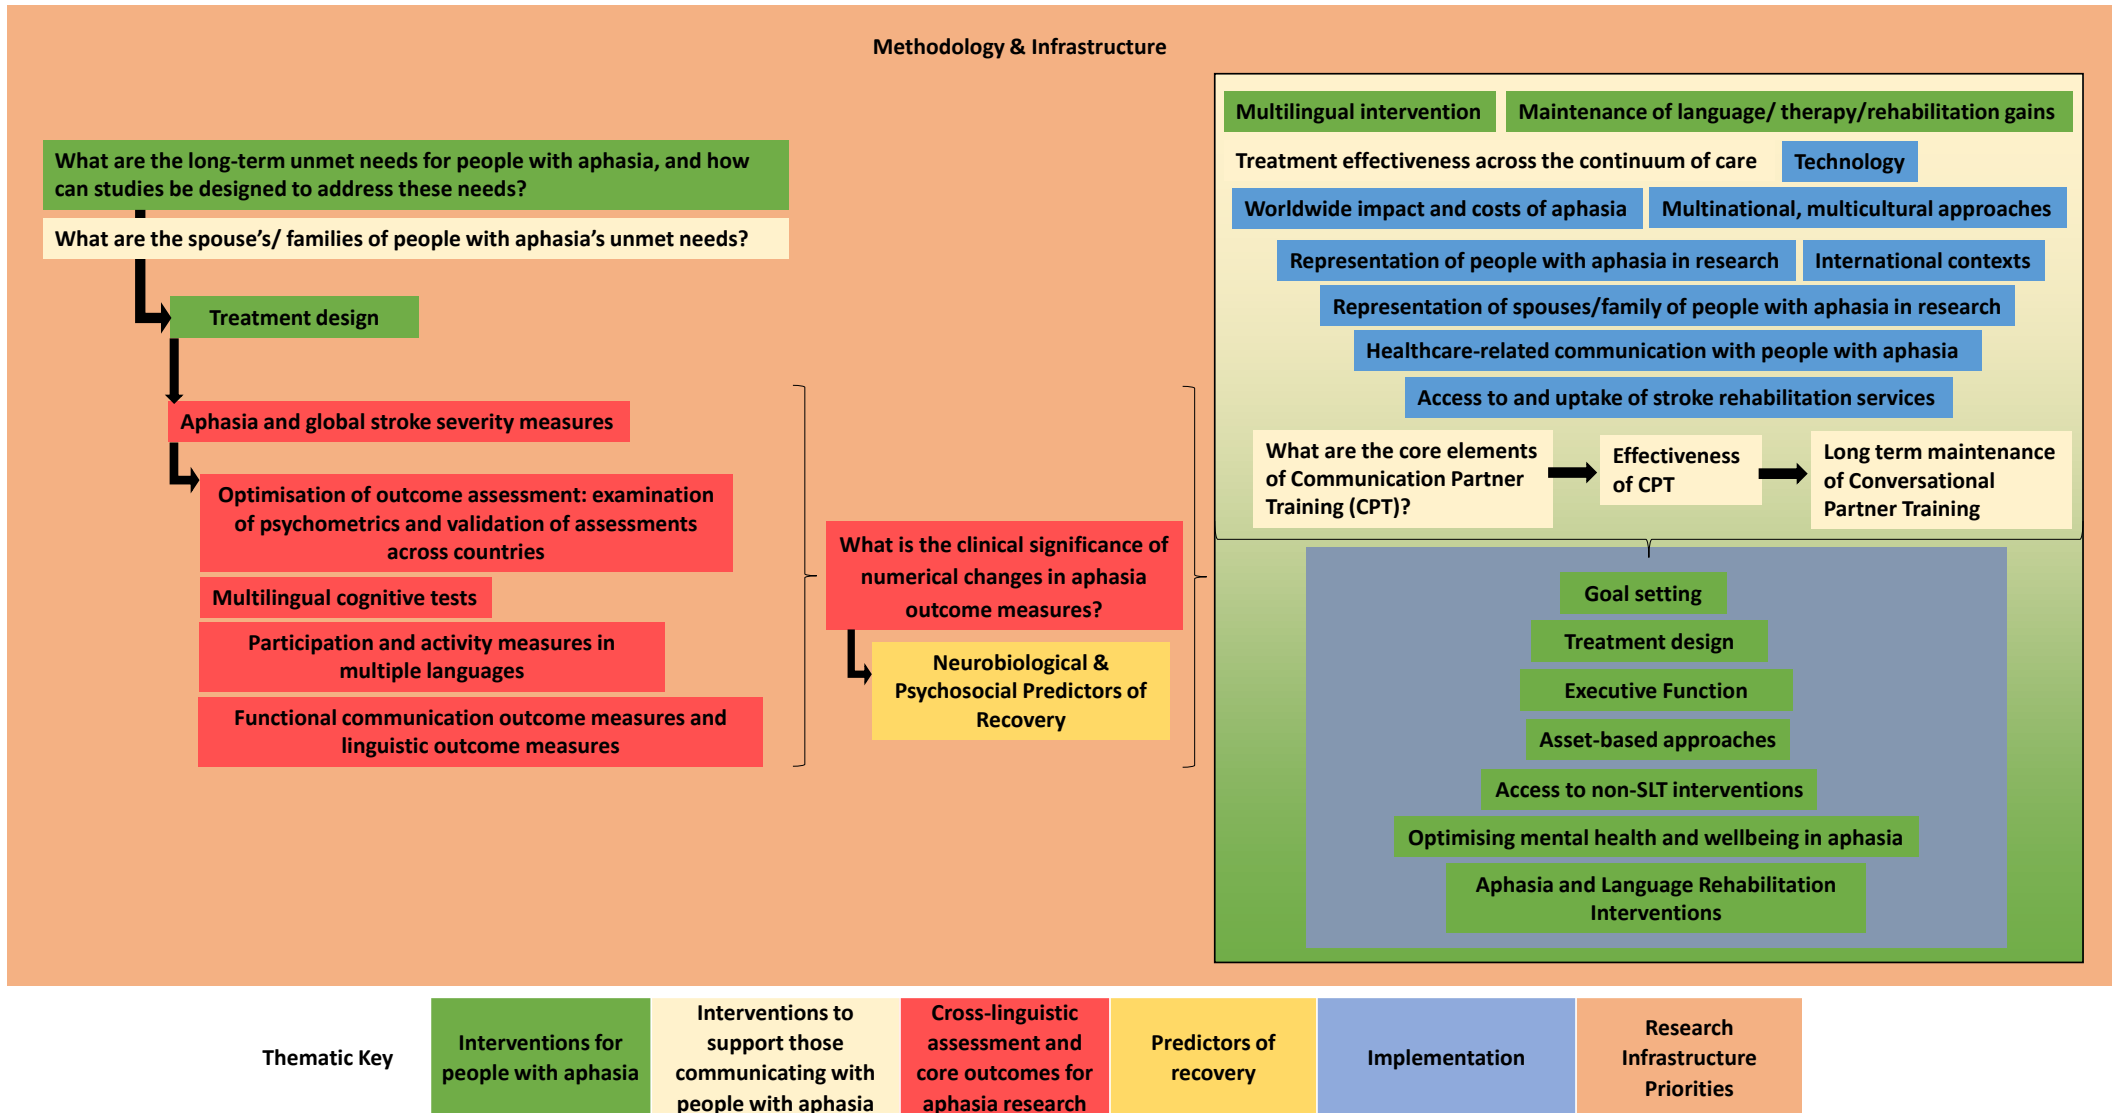 Methodology & Infrastructure
What are the long-term unmet needs for people with aphasia, and how
can studies be designed to address these needs?
What are the spouse's/ families of people with aphasia's unmet needs?
Treatment design
Aphasia and global stroke severity measures
Optimisation of outcome assessment: examination
of psychometrics and validation of assessments
across countries
Multilingual cognitive tests
Participation and activity measures in
multiple languages
Functional communication outcome measures and
linguistic outcome measures
What is the clinical significance of
numerical changes in aphasia
outcome measures?
Neurobiological &
Psychosocial Predictors of
Recovery
Multilingual intervention
Maintenance of language/ therapy/rehabilitation gains
Treatment effectiveness across the continuum of care
Technology
Worldwide impact and costs of aphasia
Multinational, multicultural approaches
Representation of people with aphasia in research
International contexts
Representation of spouses/family of people with aphasia in research
Healthcare-related communication with people with aphasia
Access to and uptake of stroke rehabilitation services
What are the core elements
of Communication Partner
Training (CPT)?
Effectiveness
of CPT
Long term maintenance
of Conversational
Partner Training
Goal setting
Treatment design
Executive Function
Asset-based approaches
Access to non-SLT interventions
Optimising mental health and wellbeing in aphasia
Aphasia and Language Rehabilitation
Interventions
Thematic Key
Interventions for
people with aphasia
Interventions to
support those
communicating with
people with aphasia
Cross-linguistic
assessment and
core outcomes for
aphasia research
Predictors of
recovery
Implementation
Research
Infrastructure
Priorities